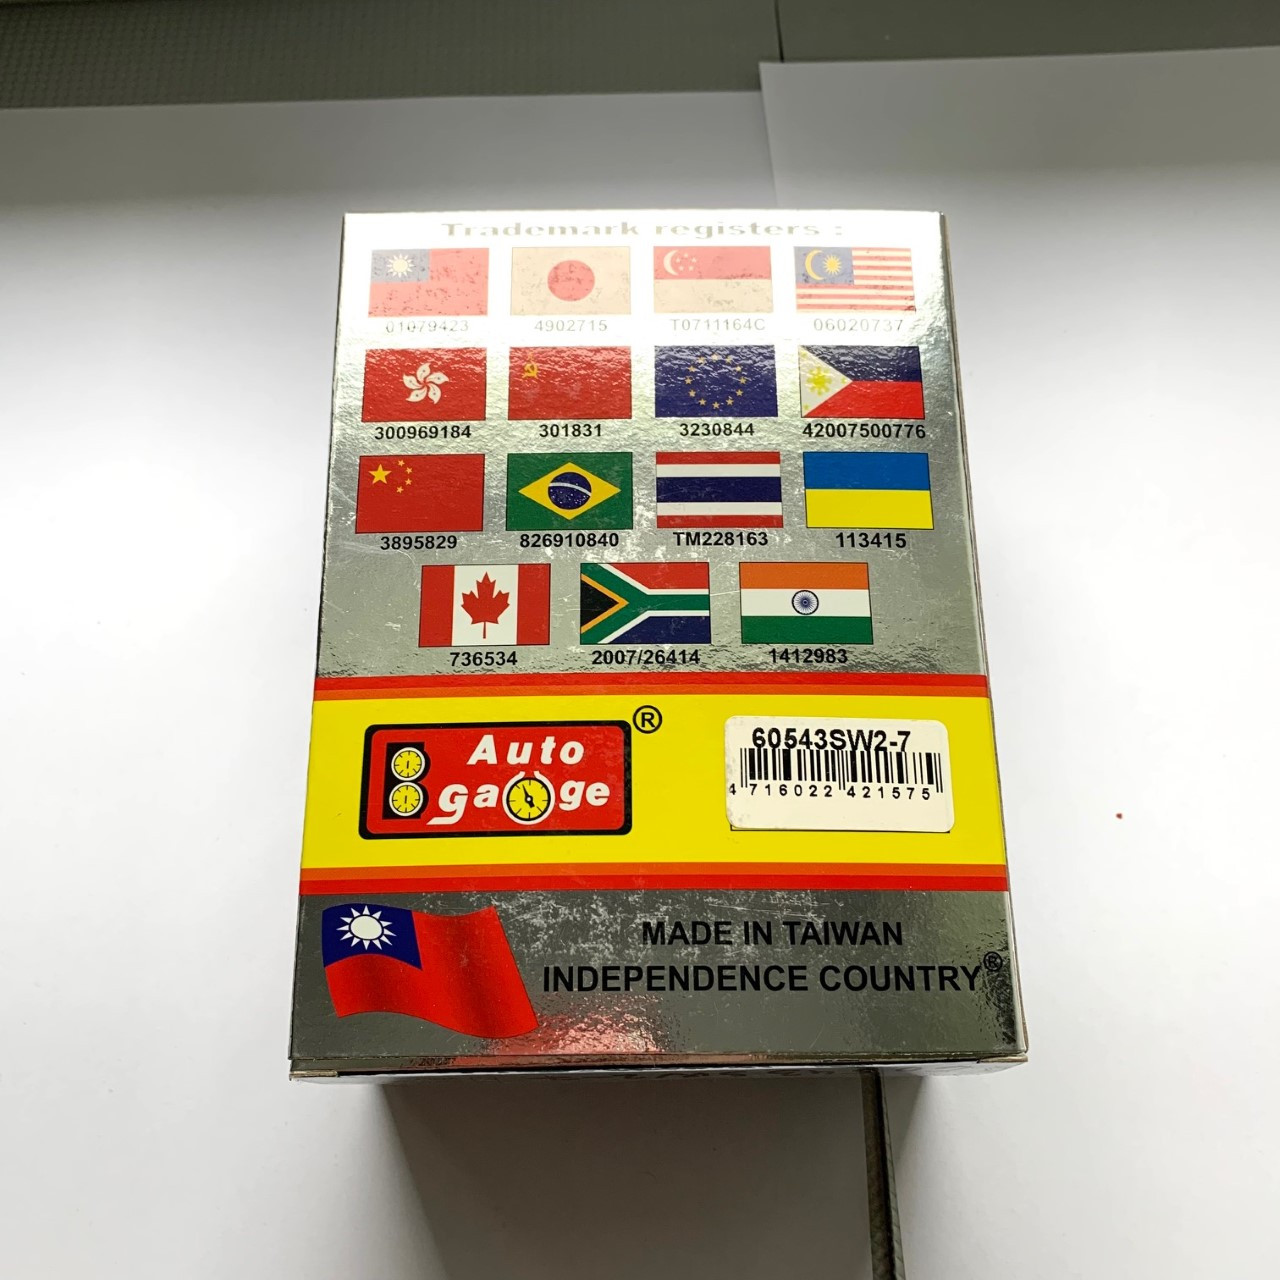 Trademark registers :
01079423 4902715 T0711164C 06020737
300969184 301831 3230844 42007500776
3895829 826910840 TM228163 113415
736534 2007/26414 1412983
Auto gauge ®
60543SW2-7
4 716022 421575
MADE IN TAIWAN
INDEPENDENCE COUNTRY®